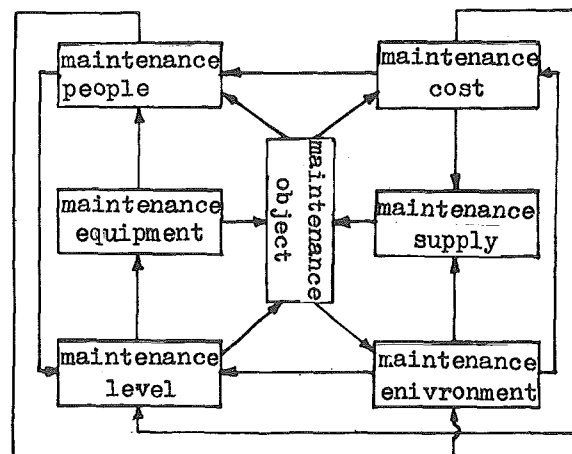 maintenance
people
maintenance
cost
maintenance
equipment
maintenance
object
maintenance
supply
maintenance
level
maintenance
enivronment